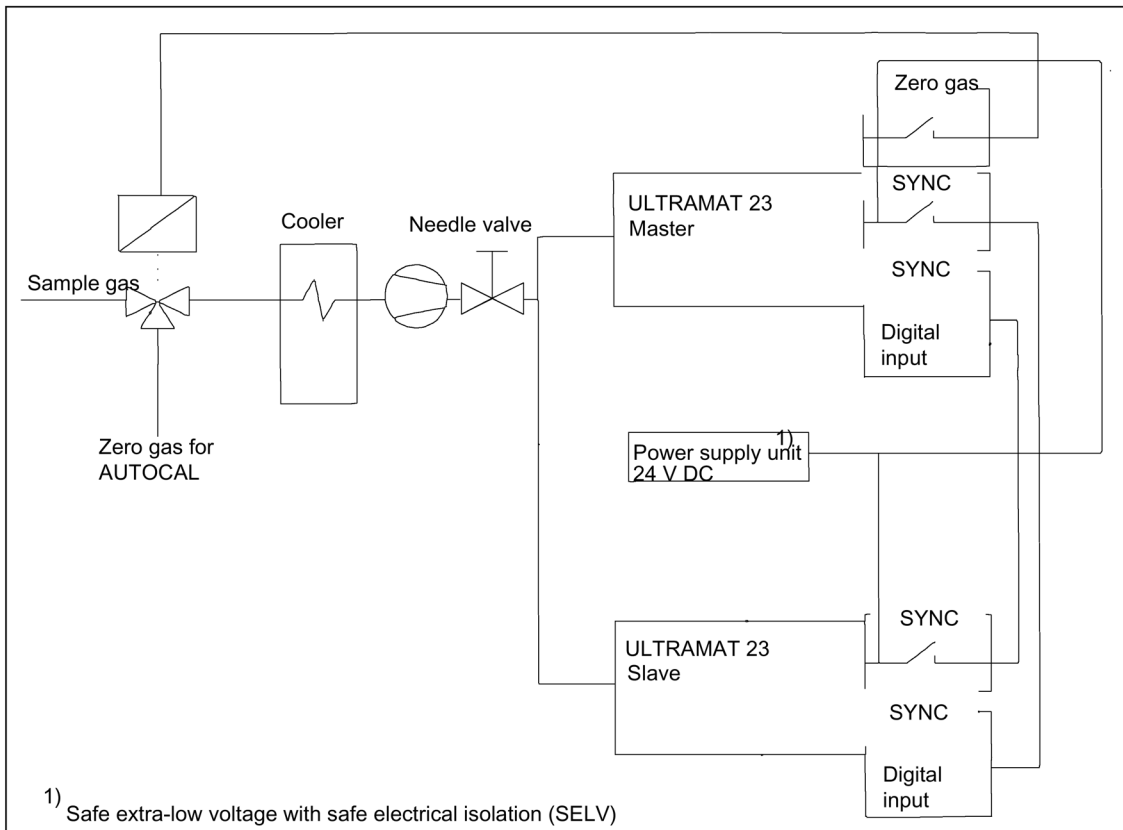 Zero gas
SYNC
ULTRAMAT 23
Master
Cooler
Needle valve
Sample gas
SYNC
Digital
input
Zero gas for
AUTOCAL
1)
Power supply unit
24 V DC
SYNC
ULTRAMAT 23
Slave
SYNC
Digital
input
1)
Safe extra-low voltage with safe electrical isolation (SELV)